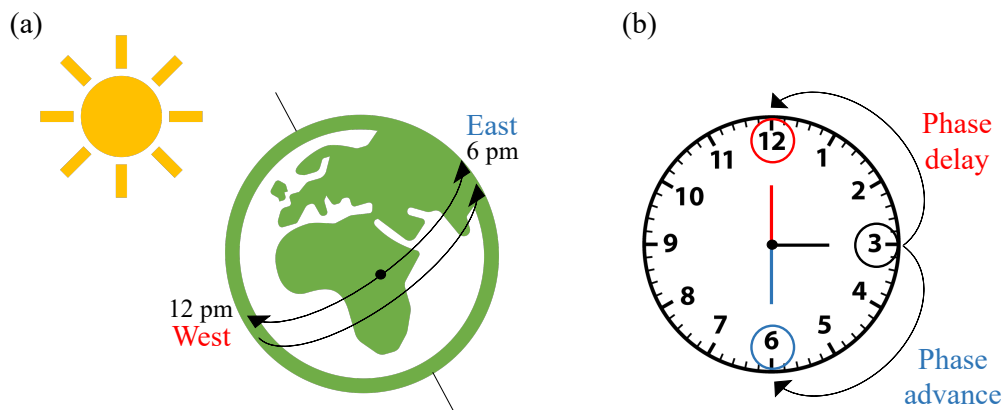 (a)
East
6 pm
12 pm
West
(b)
12
1
2
3
4
5
6
7
8
9
10
11
Phase
delay
Phase
advance